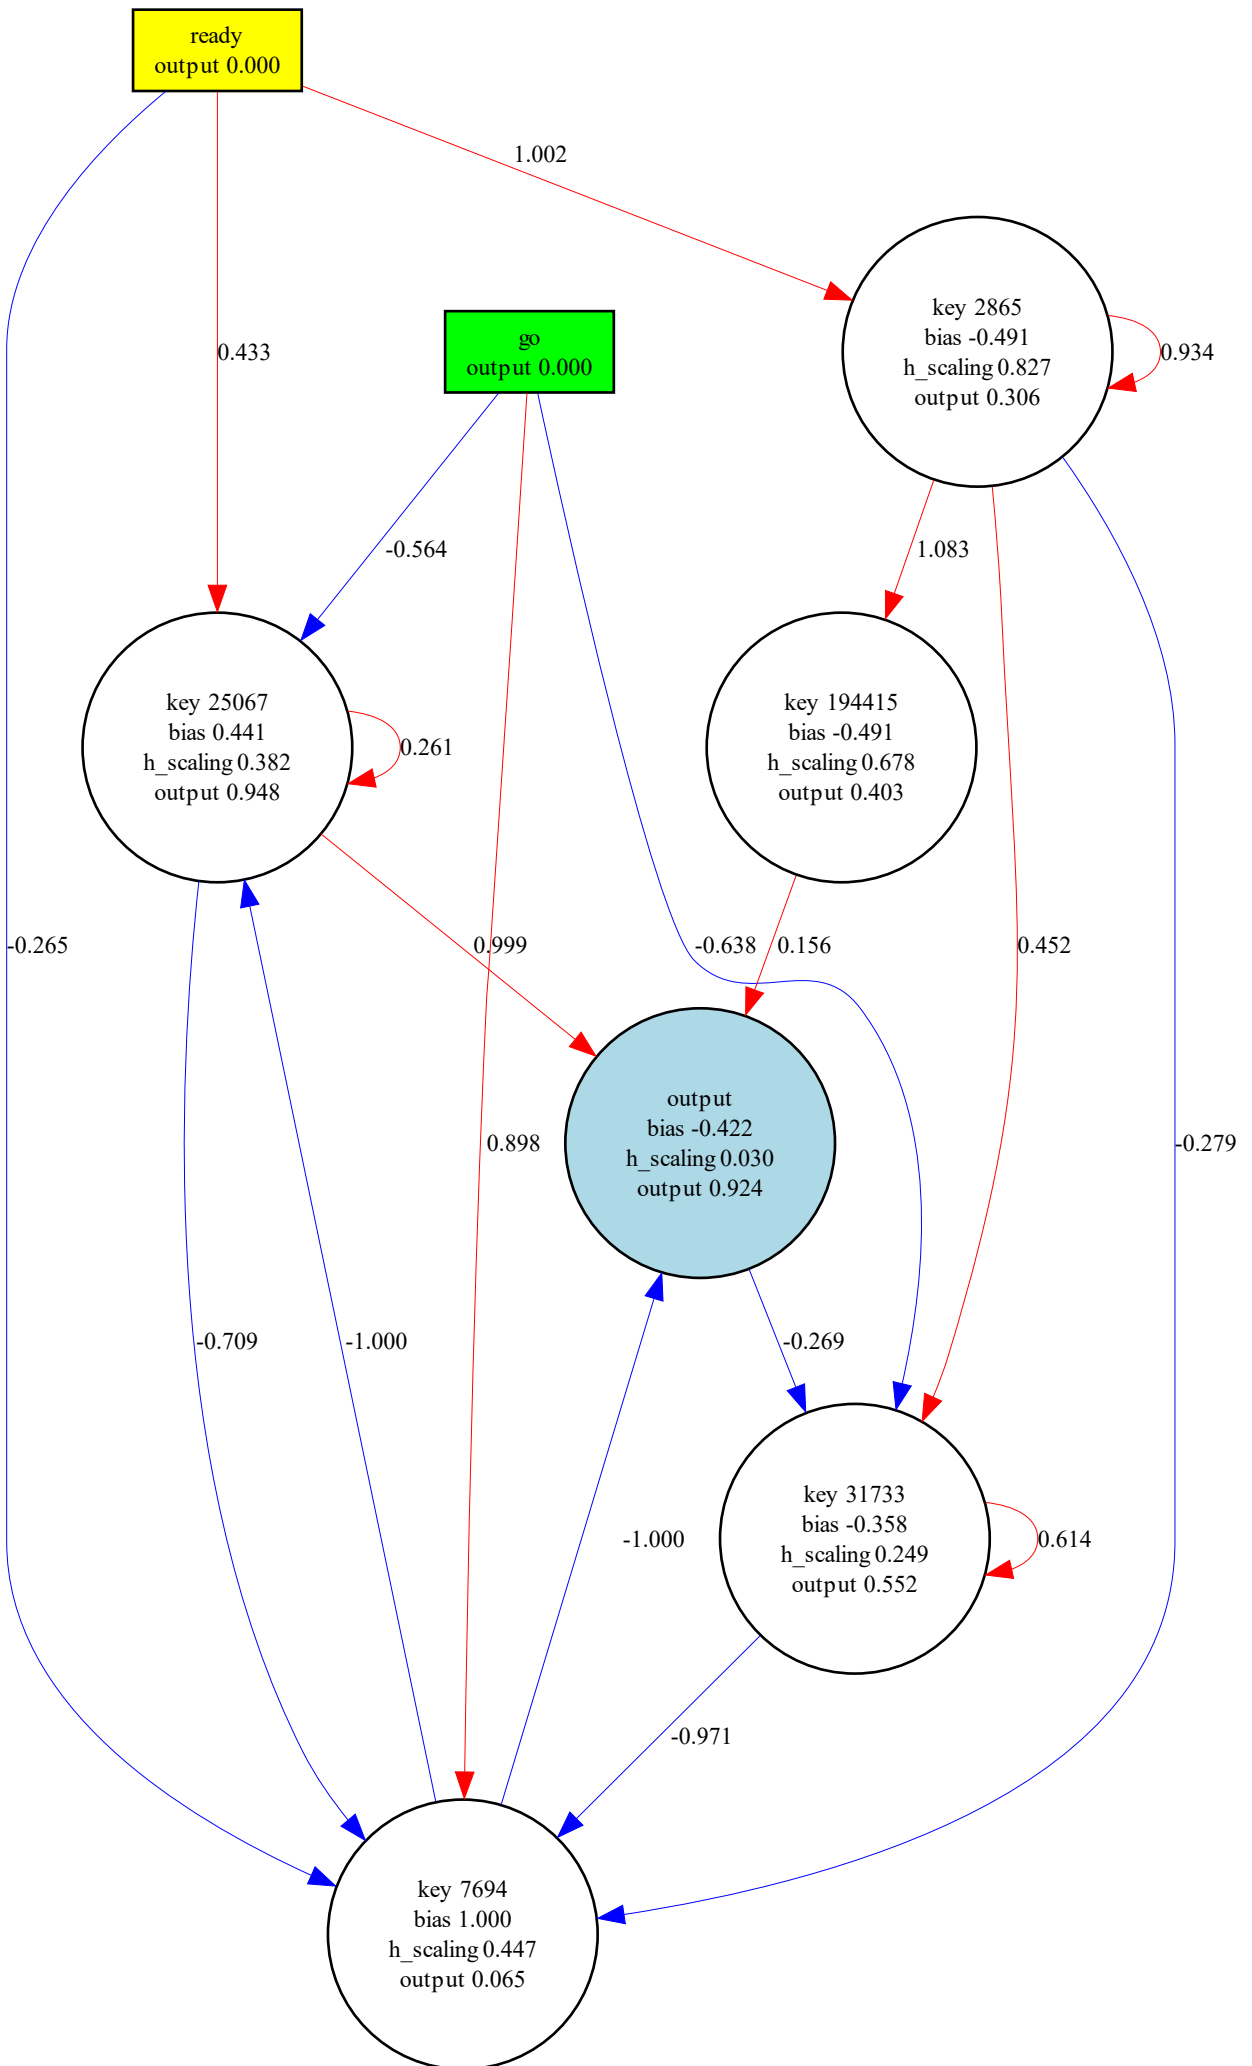 ready
output 0.000
1.002
key 2865
bias -0.491
h_scaling 0.827
output 0.306
0.934
go
output 0.000
0.433
-0.564
1.083
key 25067
bias 0.441
h_scaling 0.382
output 0.948
0.261
key 194415
bias -0.491
h_scaling 0.678
output 0.403
-0.265
0.999
-0.638
0.156
0.452
output
bias -0.422
h_scaling 0.030
output 0.924
0.898
-0.279
-0.709
-1.000
-0.269
key 31733
bias -0.358
h_scaling 0.249
output 0.552
0.614
-1.000
-0.971
key 7694
bias 1.000
h_scaling 0.447
output 0.065